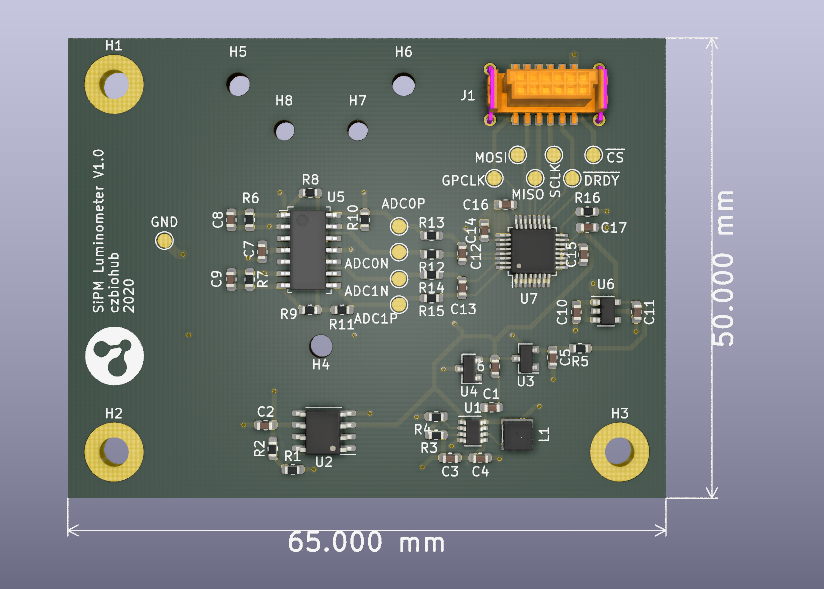 H1
H5
H6
H8
H7
J1
MOSI
CS
GPCLK
MISO
SCLK
DRDY
SiPM Luminometer V1.0
czbiohub
2020
GND
R8
R6
U5
R10
C8
C7
C9
R7
R9
R11
ADC0P
ADC0N
ADC1N
ADC1P
R13
R12
R14
R15
C16
C14
C12
C13
R16
C17
C15
U7
U6
C10
C11
H4
U4
U3
C5
R5
50.000 mm
H2
C2
R2
R1
U2
C1
U1
R4
R3
C3
C4
L1
H3
65.000 mm